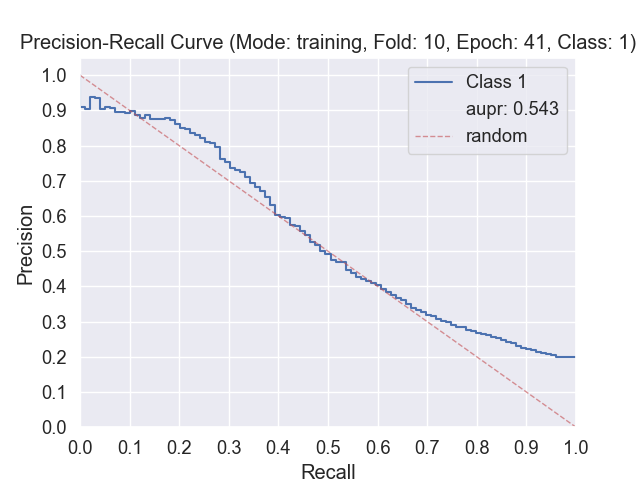 Precision-Recall Curve (Mode: training, Fold: 10, Epoch: 41, Class: 1)
1.0
0.9
0.8
0.7
0.6
0.5
0.4
0.3
0.2
0.1
0.0
Precision
Class 1
aupr: 0.543
random
0.0 0.1 0.2 0.3 0.4 0.5 0.6 0.7 0.8 0.9 1.0
Recall